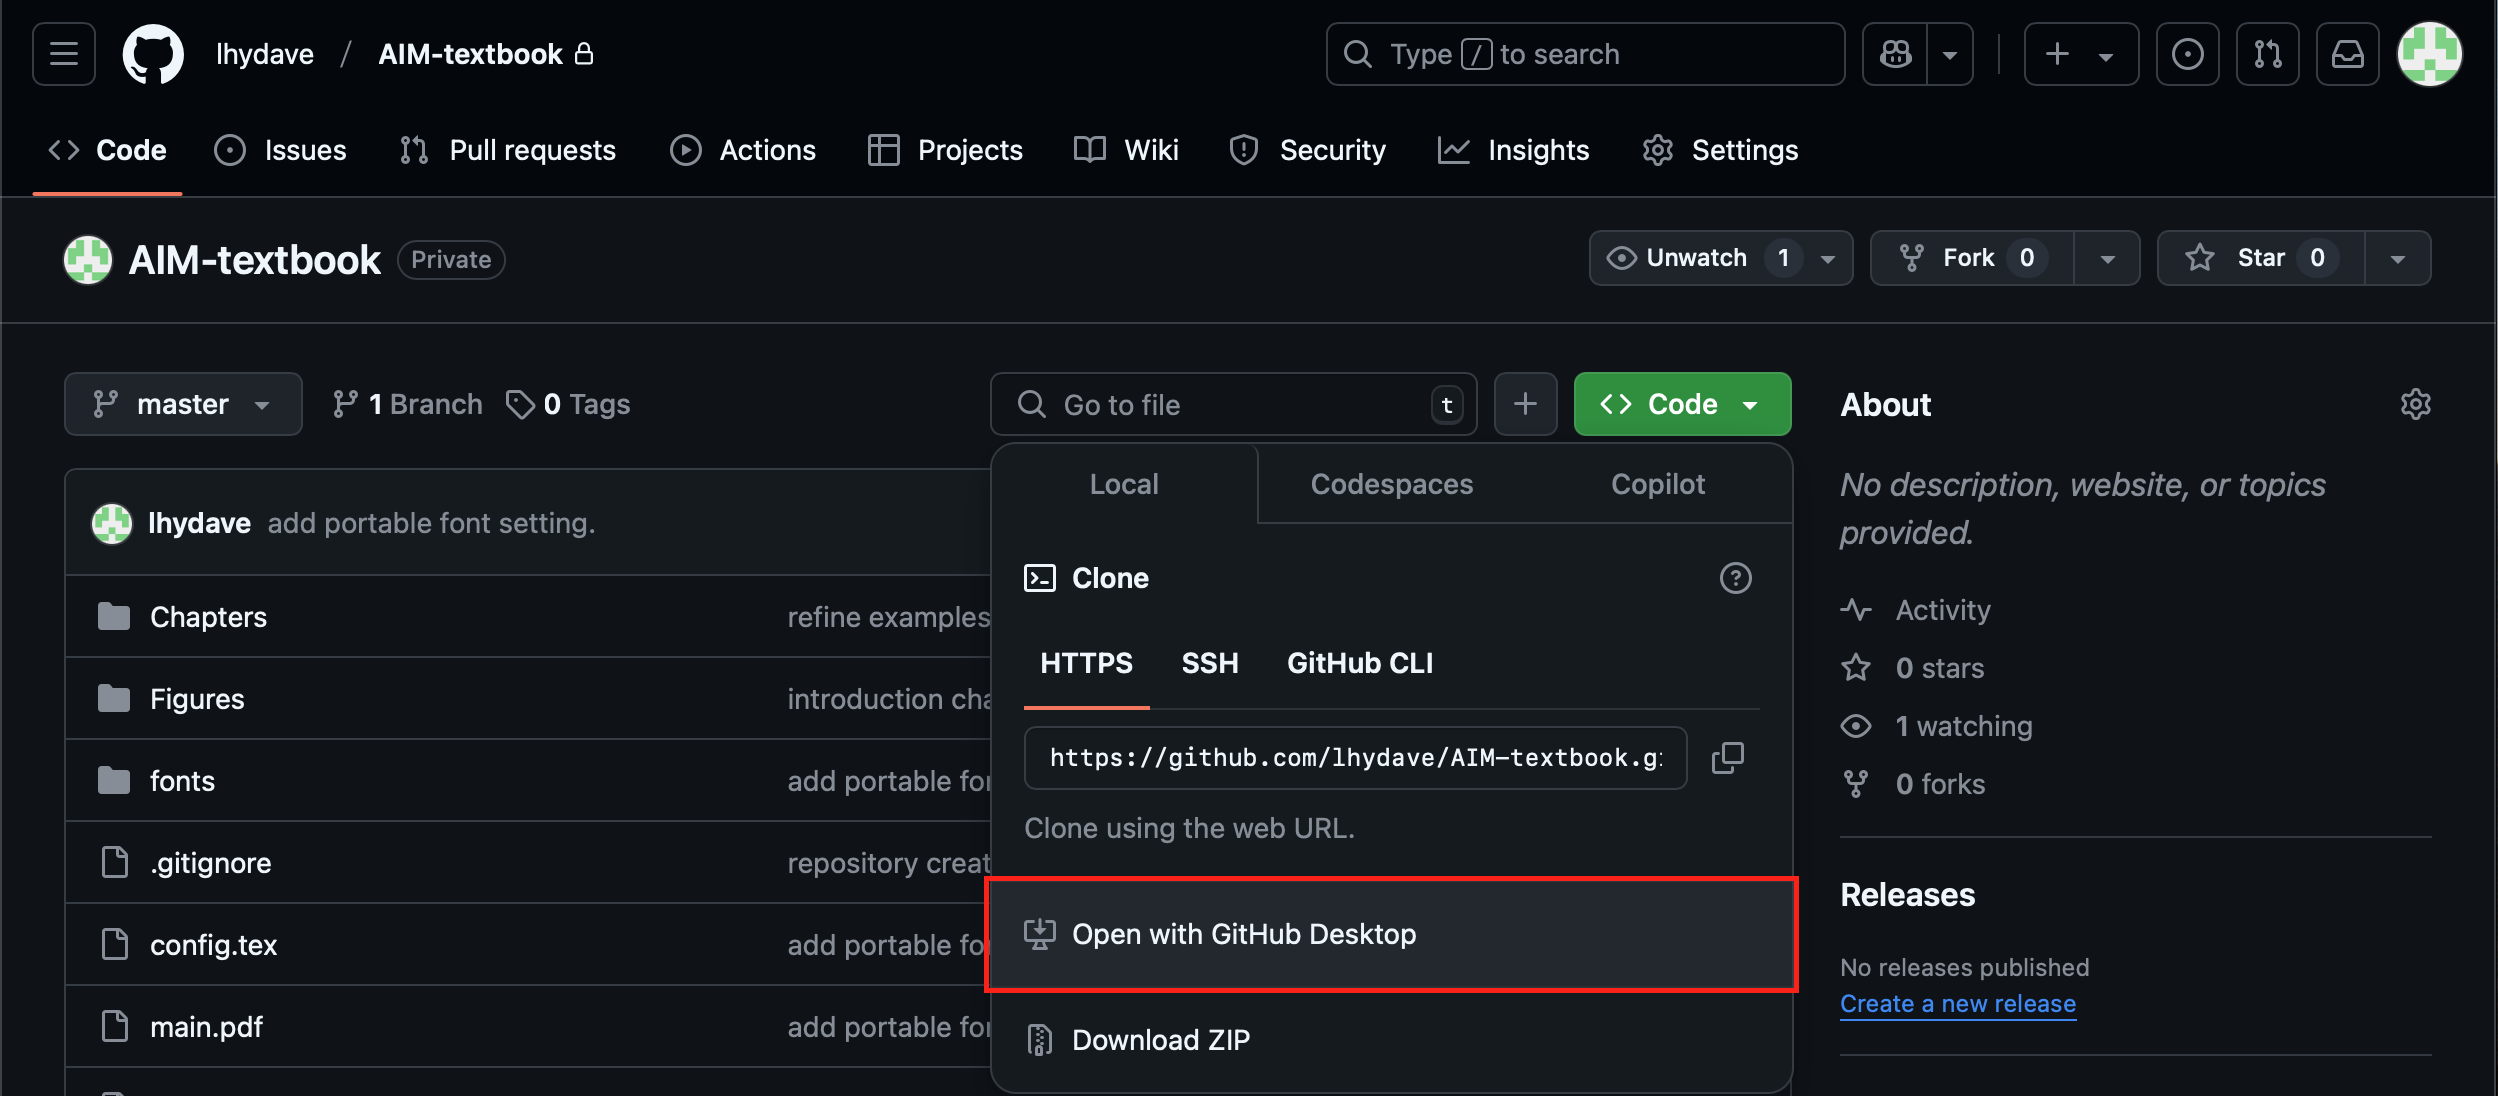 lhydave / AIM-textbook
Type / to search
Code Issues Pull requests Actions Projects Wiki Security Insights Settings
AIM-textbook Private
Unwatch 1 Fork 0 Star 0
master 1 Branch 0 Tags
Go to file t
Code
lhydave add portable font setting.
Chapters refine examples
Figures introduction cha
fonts add portable for
.gitignore repository creat
config.tex add portable fo
main.pdf add portable for
Local Codespaces Copilot
Clone
HTTPS SSH GitHub CLI
https://github.com/lhydave/AIM-textbook.gi
Clone using the web URL.
Open with GitHub Desktop
Download ZIP
About
No description, website, or topics
provided.
Activity
0 stars
1 watching
0 forks
Releases
No releases published
Create a new release